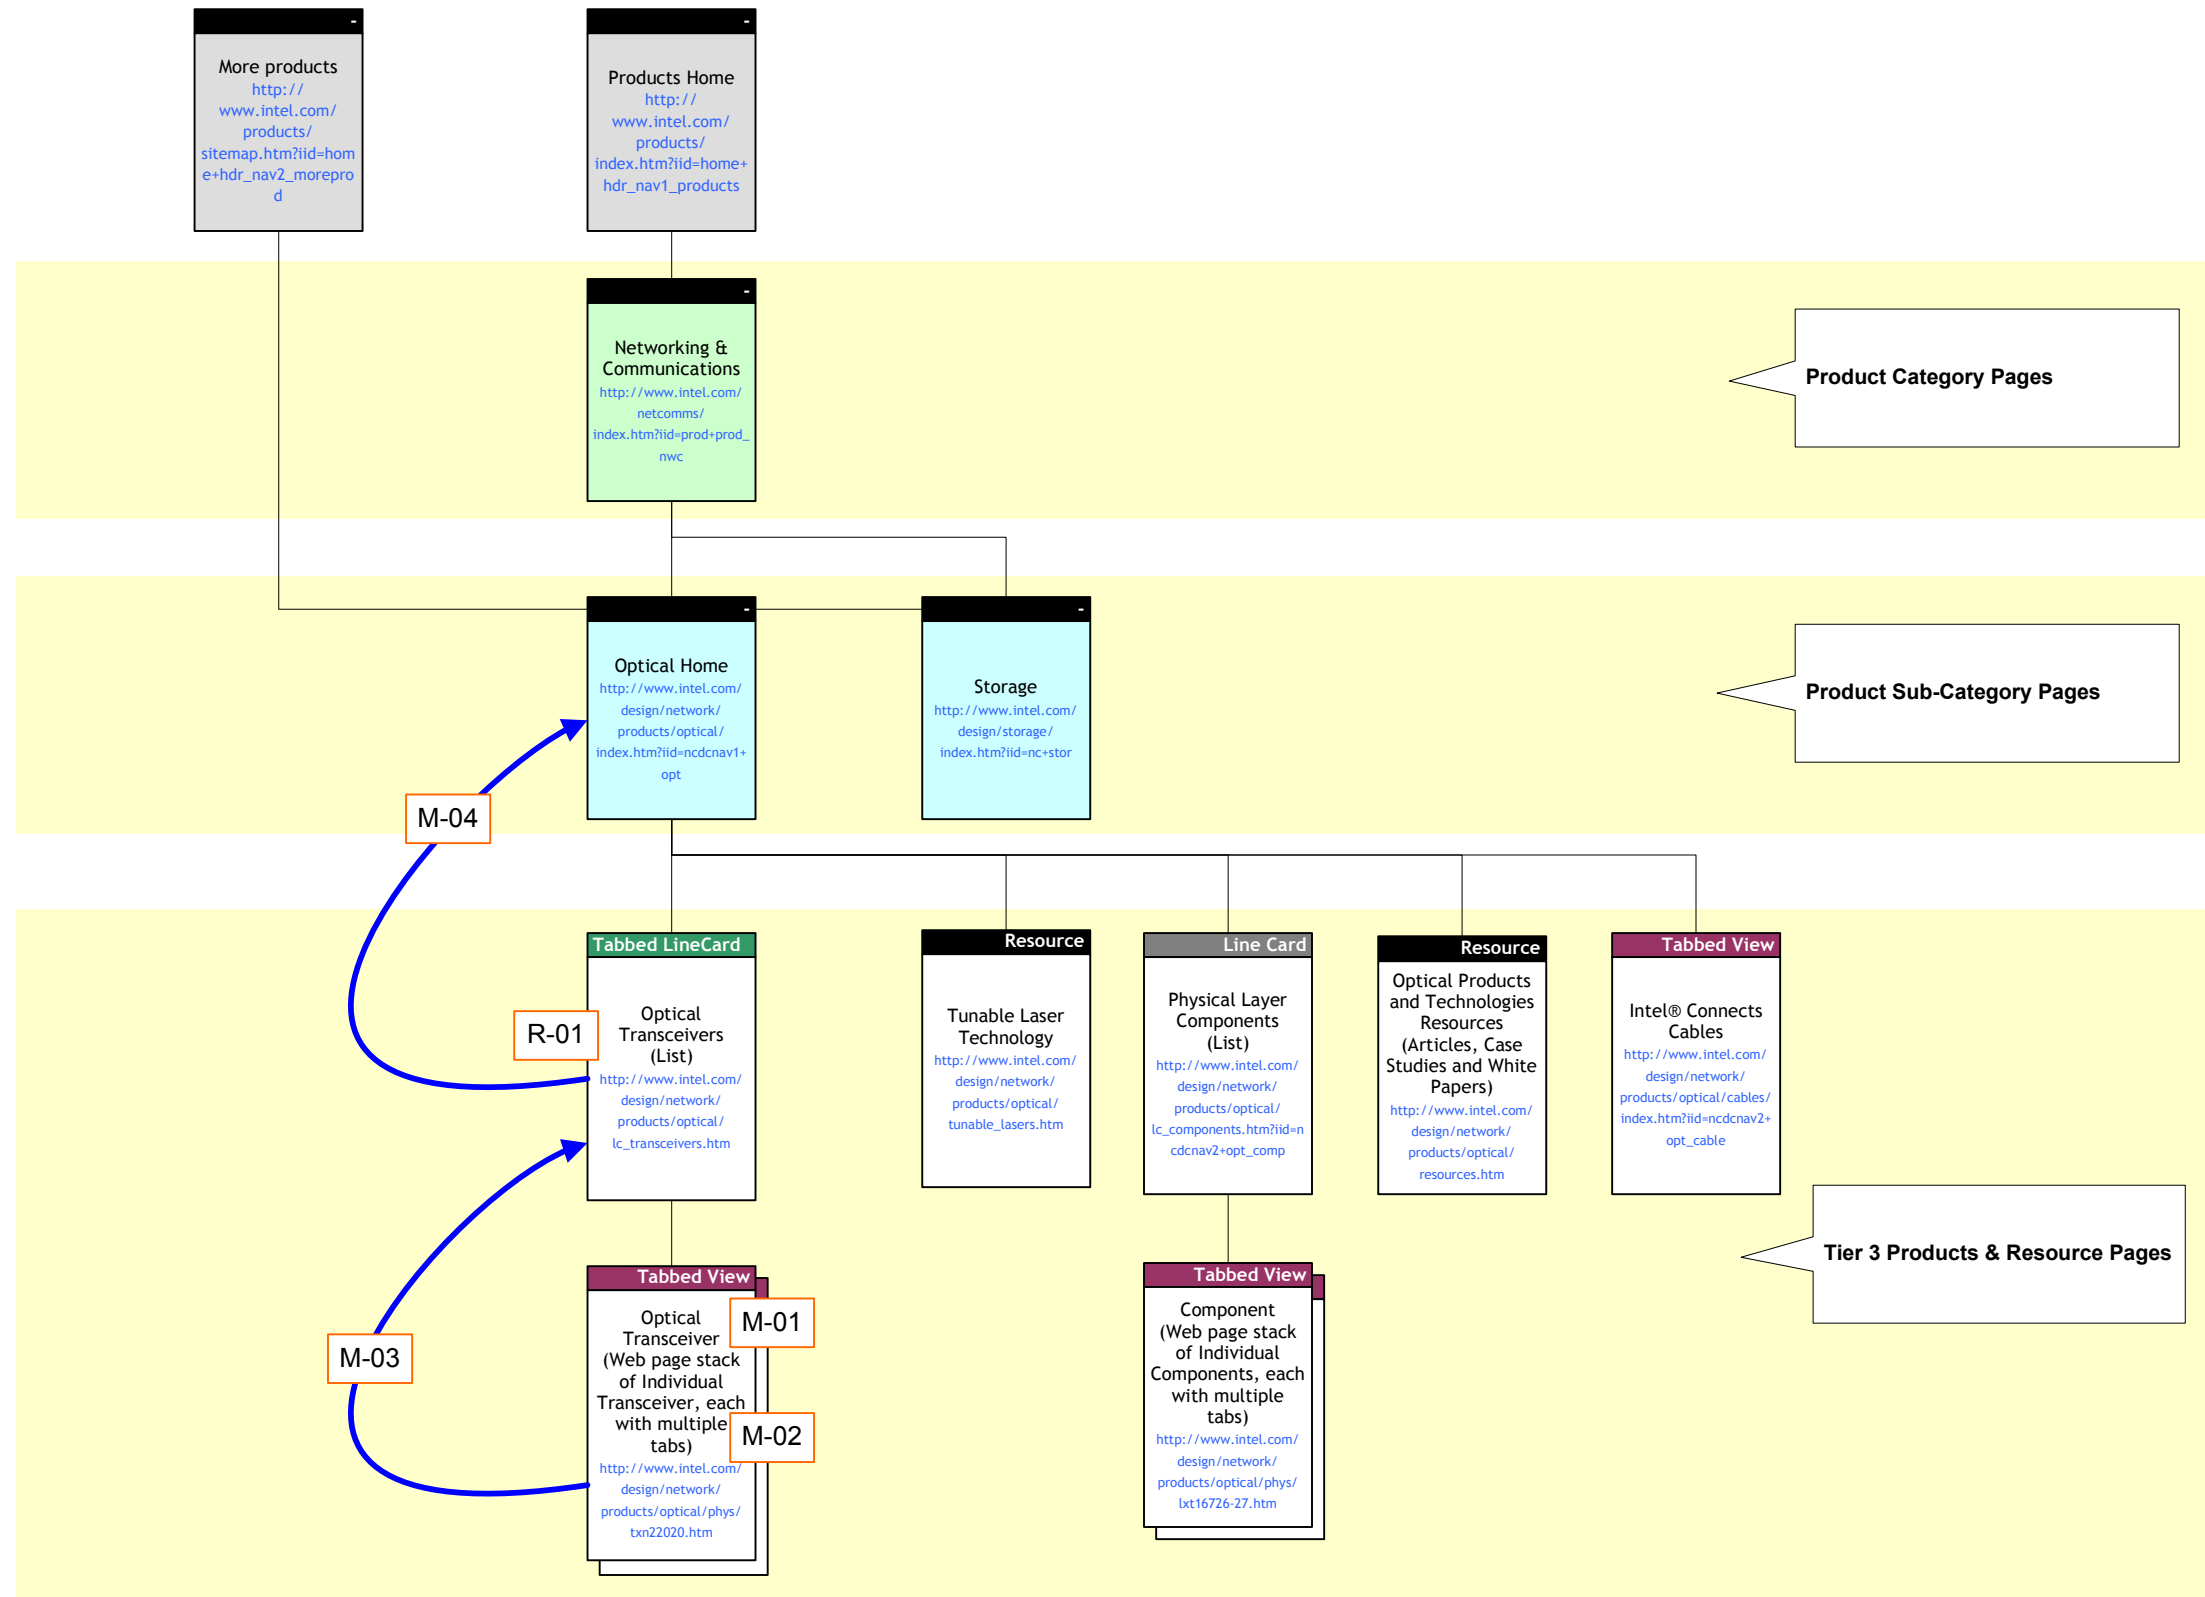 -
More products
http://
www.intel.com/
products/
sitemap.htm?iid=hom
e+hdr_nav2_morepro
d
-
Products Home
http://
www.intel.com/
products/
index.htm?iid=home+
hdr_nav1_products
-
Networking &
Communications
http://www.intel.com/
netcomms/
index.htm?iid=prod+prod_
nwc
Product Category Pages
-
Optical Home
http://www.intel.com/
design/network/
products/optical/
index.htm?iid=ncdcnav1+
opt
-
Storage
http://www.intel.com/
design/storage/
index.htm?iid=nc+stor
Product Sub-Category Pages
M-04
Tabbed LineCard
R-01
Optical
Transceivers
(List)
http://www.intel.com/
design/network/
products/optical/
lc_transceivers.htm
Resource
Tunable Laser
Technology
http://www.intel.com/
design/network/
products/optical/
tunable_lasers.htm
Line Card
Physical Layer
Components
(List)
http://www.intel.com/
design/network/
products/optical/
lc_components.htm?iid=n
cdcnav2+opt_comp
Resource
Optical Products
and Technologies
Resources
(Articles, Case
Studies and White
Papers)
http://www.intel.com/
design/network/
products/optical/
resources.htm
Tabbed View
Intel® Connects
Cables
http://www.intel.com/
design/network/
products/optical/cables/
index.htm?iid=ncdcnav2+
opt_cable
Tier 3 Products & Resource Pages
M-03
Tabbed View
Optical
Transceiver
(Web page stack
of Individual
Transceiver, each
with multiple
tabs)
http://www.intel.com/
design/network/
products/optical/phys/
txn22020.htm
M-01
M-02
Tabbed View
Component
(Web page stack
of Individual
Components, each
with multiple
tabs)
http://www.intel.com/
design/network/
products/optical/phys/
lxt16726-27.htm